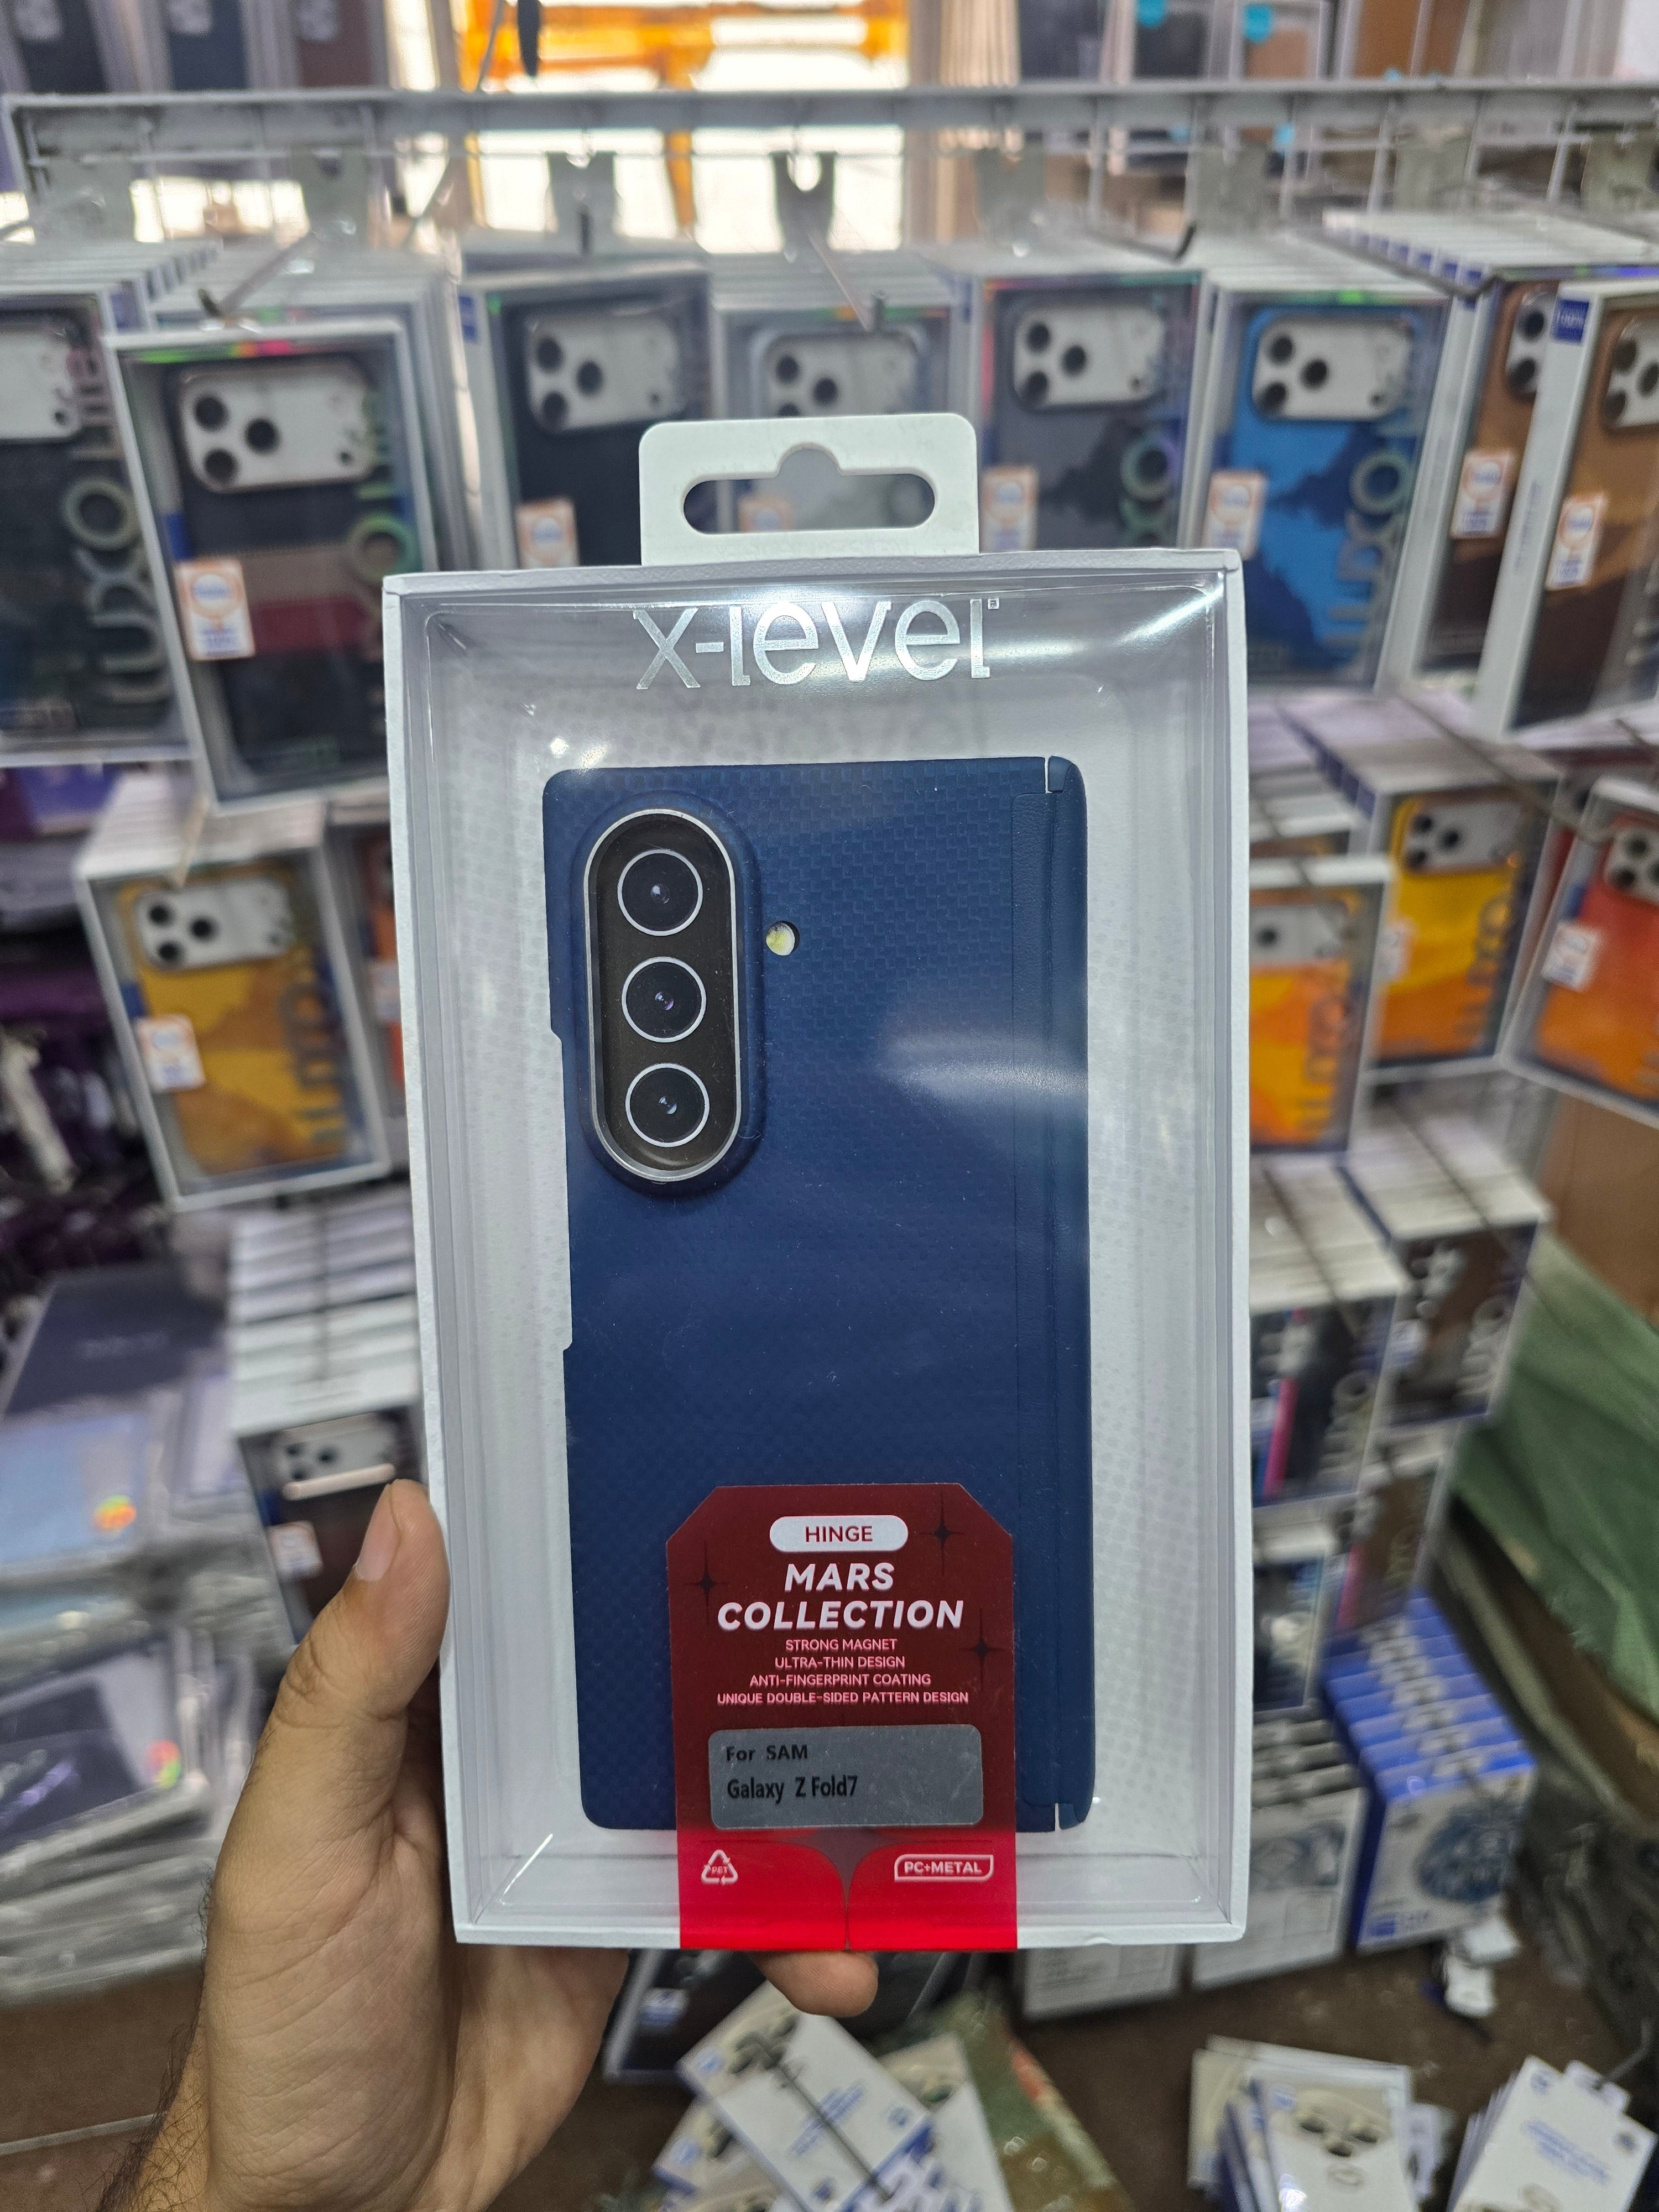 x-level
HINGE
MARS
COLLECTION
STRONG MAGNET
ULTRA-THIN DESIGN
ANTI-FINGERPRINT COATING
UNIQUE DOUBLE-SIDED PATTERN DESIGN
For SAM
Galaxy Z Fold7
PET
PC+METAL